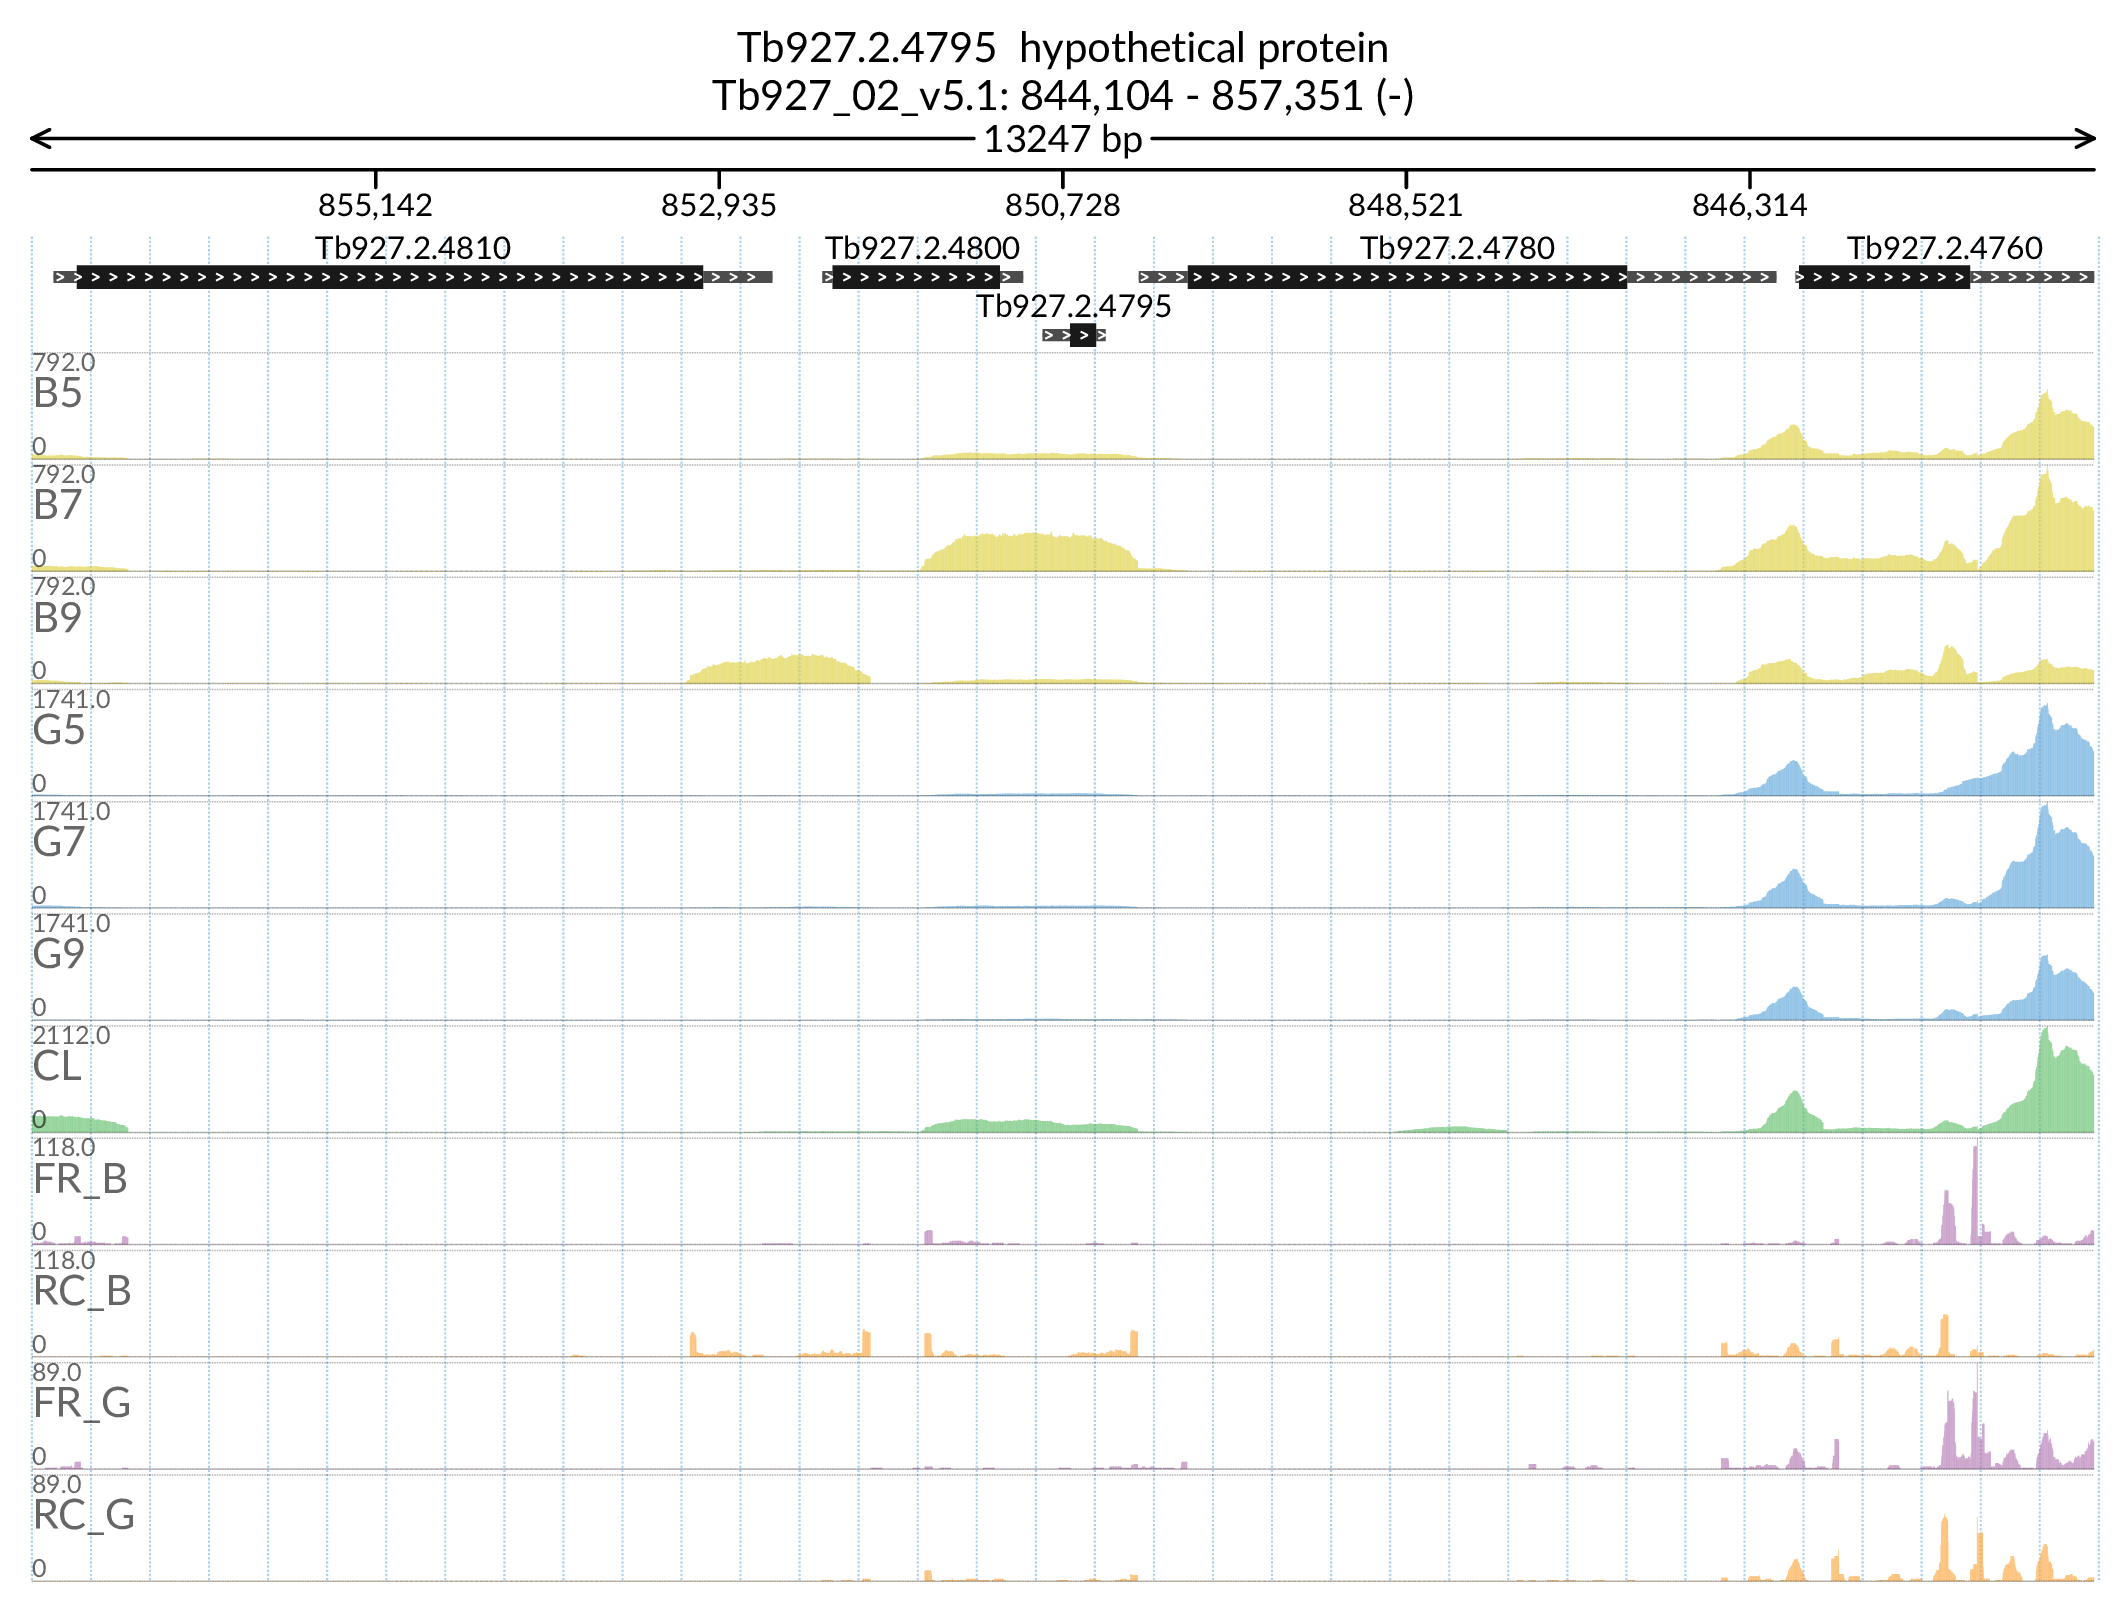 Tb927.2.4795  hypothetical protein
Tb927_02_v5.1: 844,104 - 857,351 (-)
13247 bp
855,142 852,935 850,728 848,521 846,314
Tb927.2.4810 Tb927.2.4800 Tb927.2.4780 Tb927.2.4760
Tb927.2.4795
792.0
B5
0
792.0
B7
0
792.0
B9
0
1741.0
G5
0
1741.0
G7
0
1741.0
G9
0
2112.0
CL
0
118.0
FR_B
0
118.0
RC_B
0
89.0
FR_G
0
89.0
RC_G
0